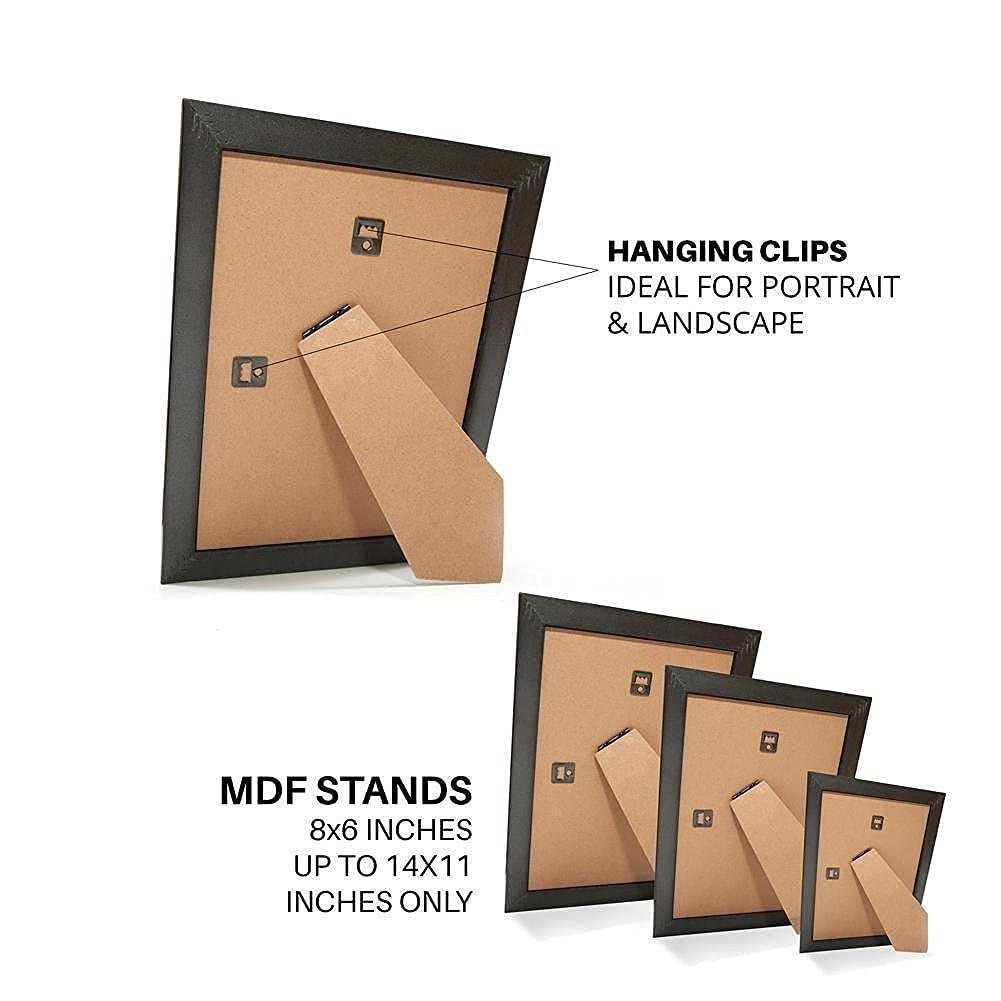 HANGING CLIPS
IDEAL FOR PORTRAIT
& LANDSCAPE
MDF STANDS
8x6 INCHES
UP TO 14X11
INCHES ONLY